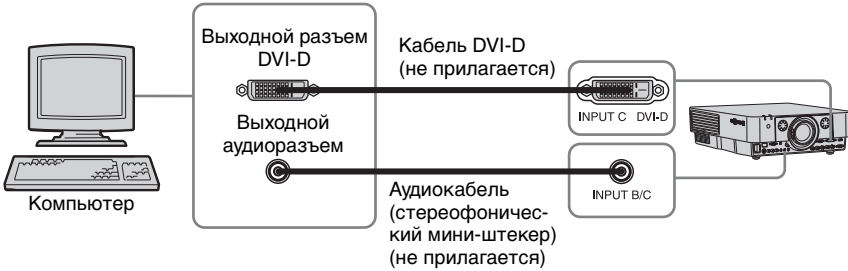 Выходной разъем
DVI-D
Кабель DVI-D
(не прилагается)
INPUT C DVI-D
Выходной
аудиоразъем
INPUT B/C
Компьютер
Аудиокабель
(стереофоничес-
кий мини-штекер)
(не прилагается)